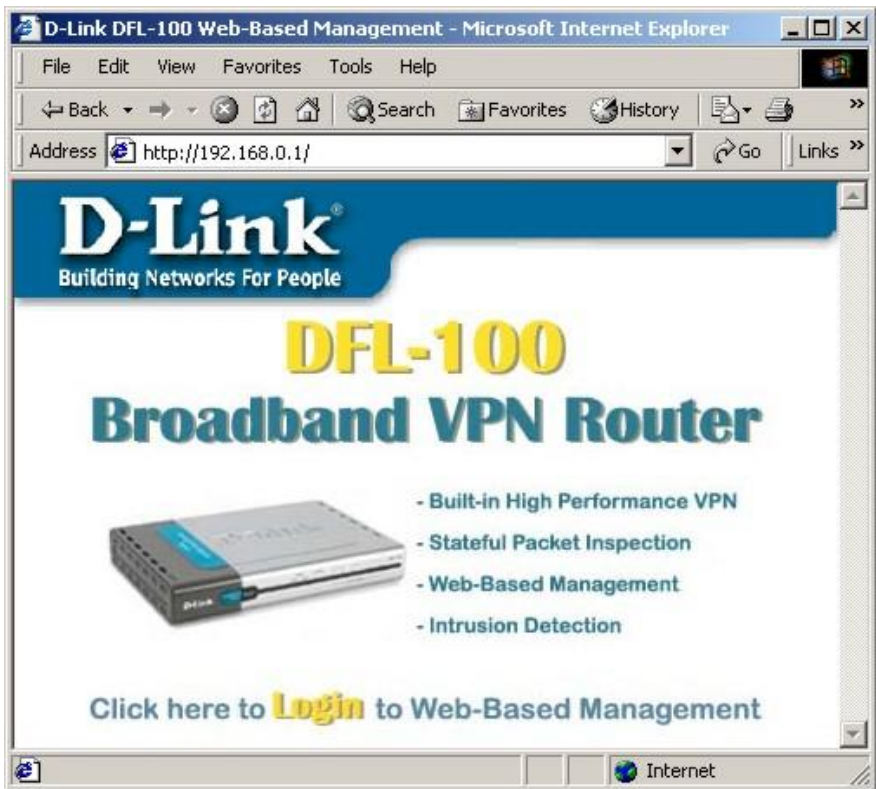 D-Link DFL-100 Web-Based Management - Microsoft Internet Explorer
File Edit View Favorites Tools Help
Back Search Favorites History »
Address http://192.168.0.1/ Go Links »
D-Link®
Building Networks For People
DFL-100
Broadband VPN Router
- Built-in High Performance VPN
- Stateful Packet Inspection
- Web-Based Management
- Intrusion Detection
D-Link
Click here to Login to Web-Based Management
Internet